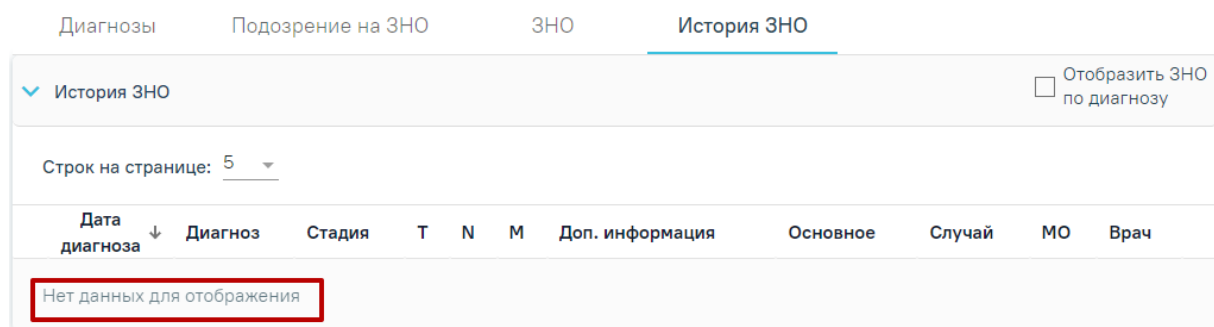 Диагнозы Подозрение на ЗНО ЗНО История ЗНО
История ЗНО
Отобразить ЗНО
по диагнозу
Строк на странице: 5
Дата
диагноза Диагноз Стадия T N M Доп. информация Основное Случай МО Врач
Нет данных для отображения